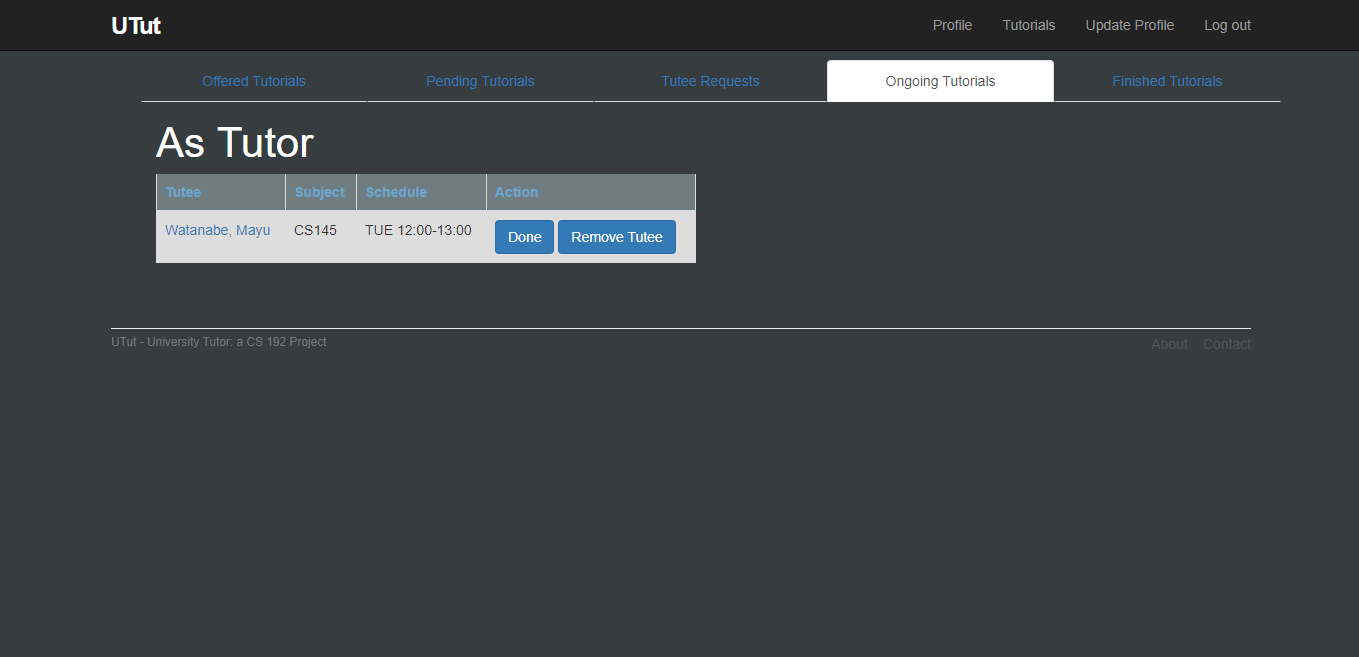 UTut Profile Tutorials Update Profile Log out
Offered Tutorials Pending Tutorials Tutee Requests Ongoing Tutorials Finished Tutorials
As Tutor
Tutee Subject Schedule Action
Watanabe, Mayu CS145 TUE 12:00-13:00 Done Remove Tutee
UTut - University Tutor: a CS 192 Project About Contact